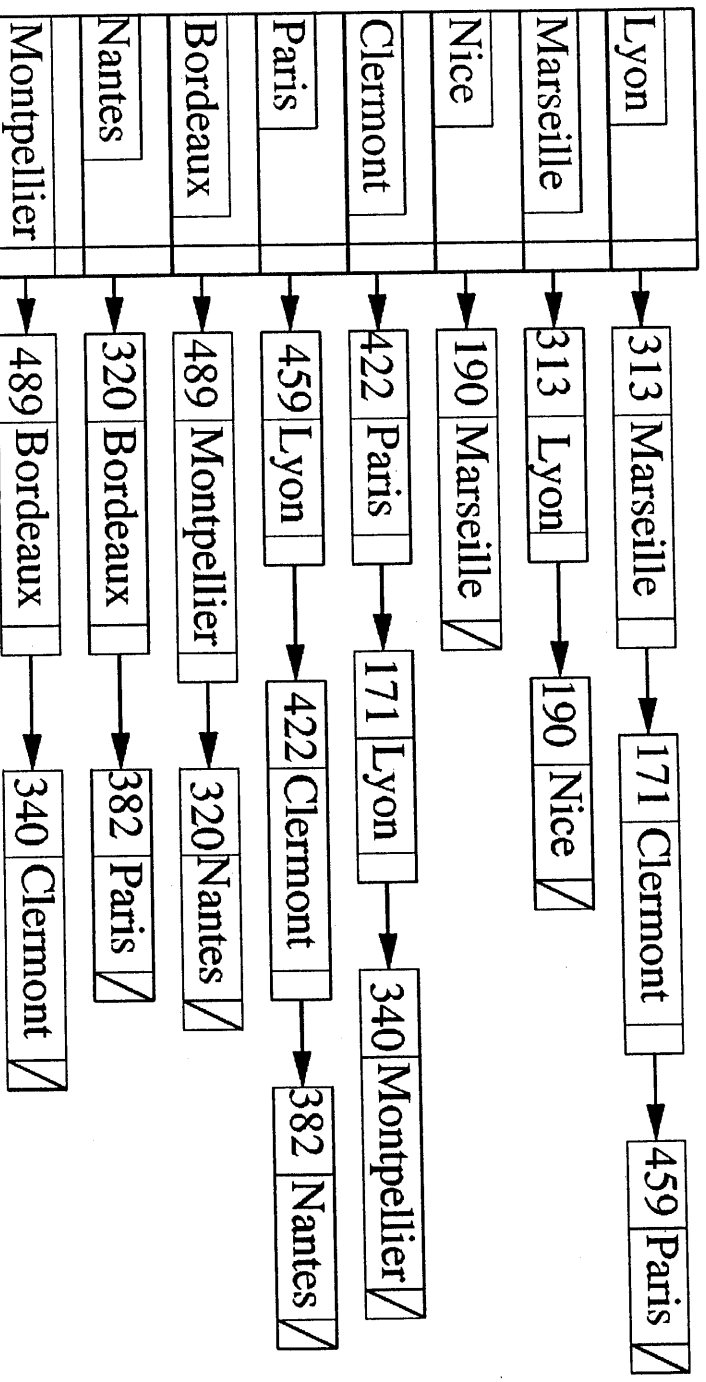 Lyon 313 Marseille 171 Clermont 459 Paris
Marseille 313 Lyon 190 Nice
Nice 190 Marseille
Clermont 422 Paris 171 Lyon 340 Montpellier
Paris 459 Lyon 422 Clermont 382 Nantes
Bordeaux 489 Montpellier 320 Nantes
Nantes 320 Bordeaux 382 Paris
Montpellier 489 Bordeaux 340 Clermont